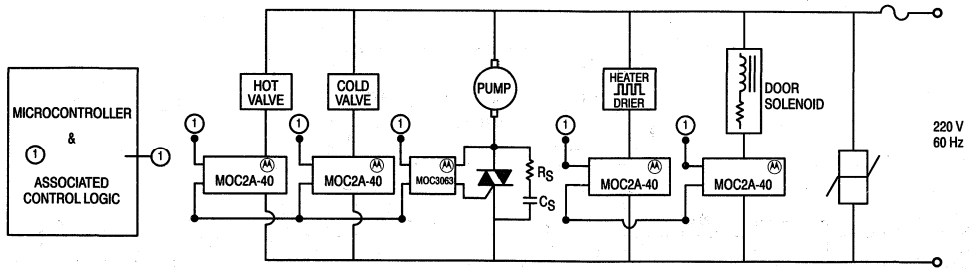 MICROCONTROLLER
&
1
ASSOCIATED
CONTROL LOGIC
1
HOT
VALVE
1
MOC2A-40
COLD
VALVE
1
MOC2A-40
PUMP
1
MOC3063
RS
CS
HEATER
DRIER
1
MOC2A-40
DOOR
SOLENOID
1
MOC2A-40
220 V
60 Hz